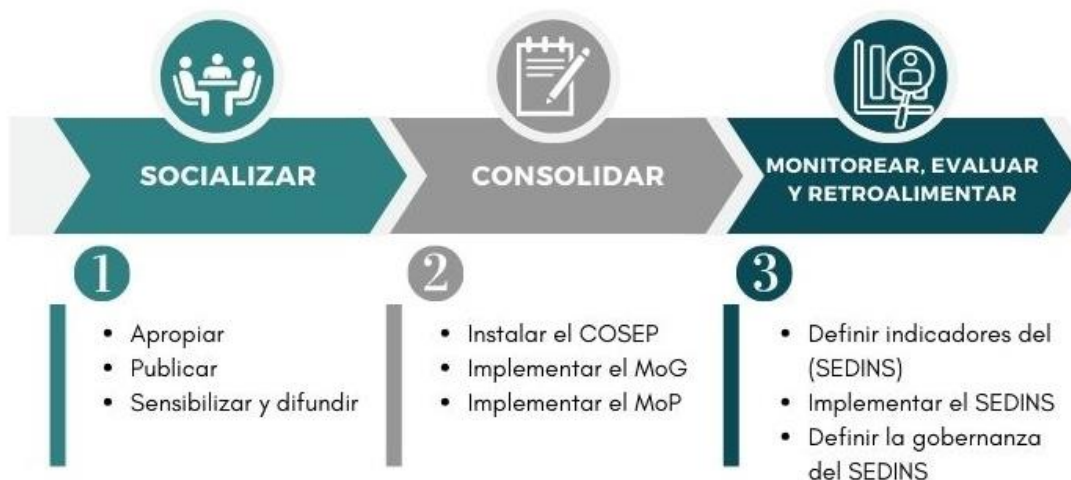 SOCIALIZAR
CONSOLIDAR
MONITOREAR, EVALUAR
Y RETROALIMENTAR
1
• Apropiar
• Publicar
• Sensibilizar y difundir
2
• Instalar el COSEP
• Implementar el MoG
• Implementar el MoP
3
• Definir indicadores del
(SEDINS)
• Implementar el SEDINS
• Definir la gobernanza
del SEDINS